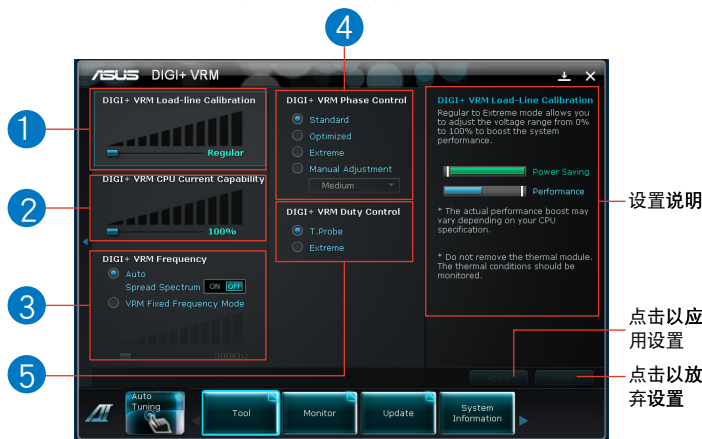 4
ASUS DIGI+ VRM
1
DIGI+ VRM Load-line Calibration
Regular
2
DIGI+ VRM CPU Current Capability
100%
3
DIGI+ VRM Frequency
Auto
Spread Spectrum ON OFF
VRM Fixed Frequency Mode
300Khz
DIGI+ VRM Phase Control
Standard
Optimized
Extreme
Manual Adjustment
Medium
DIGI+ VRM Duty Control
T.Probe
Extreme
5
DIGI+ VRM Load-Line Calibration
Regular to Extreme mode allows you
to adjust the voltage range from 0%
to 100% to boost the system
performance.
Power Saving
Performance
* The actual performance boost may
vary depending on your CPU
specification.
* Do not remove the thermal module.
The thermal conditions should be
monitored.
设置说明
点击以应
用设置
点击以放
弃设置
Apply
Auto
Tuning
Tool
Monitor
Update
System
Information